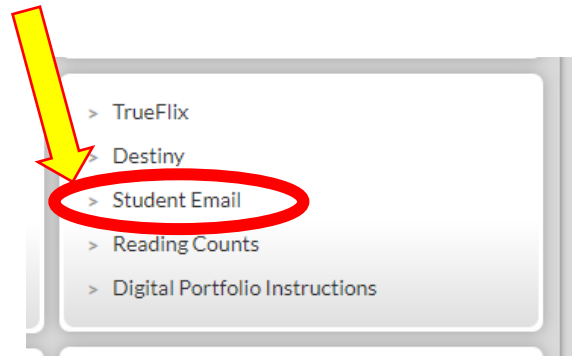 > TrueFlix
> Destiny
> Student Email
> Reading Counts
> Digital Portfolio Instructions